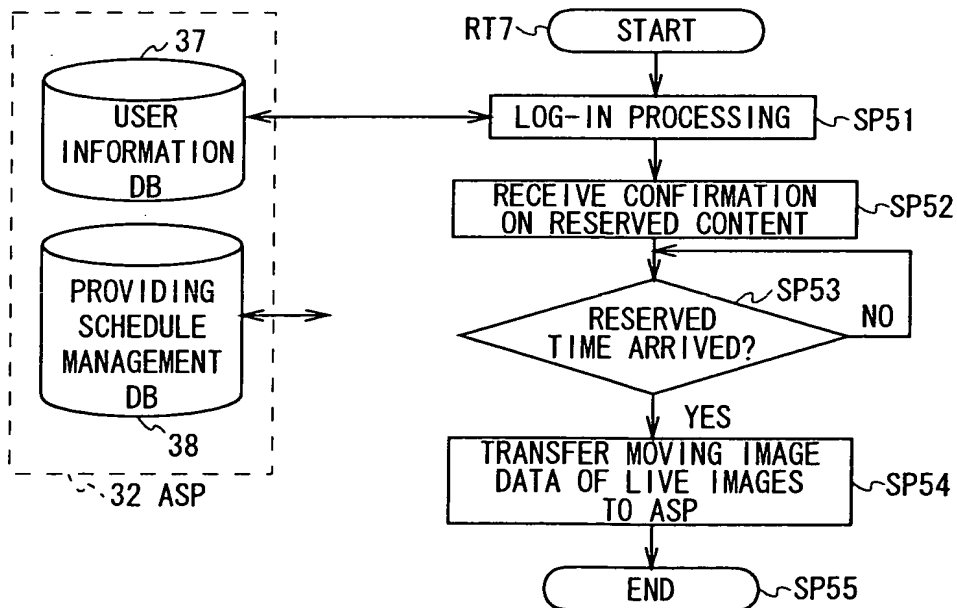 37
USER
INFORMATION
DB
PROVIDING
SCHEDULE
MANAGEMENT
DB
38
32 ASP
RT7
START
LOG-IN PROCESSING
SP51
RECEIVE CONFIRMATION
ON RESERVED CONTENT
SP52
SP53
RESERVED
TIME ARRIVED?
NO
YES
TRANSFER MOVING IMAGE
DATA OF LIVE IMAGES
TO ASP
SP54
END
SP55